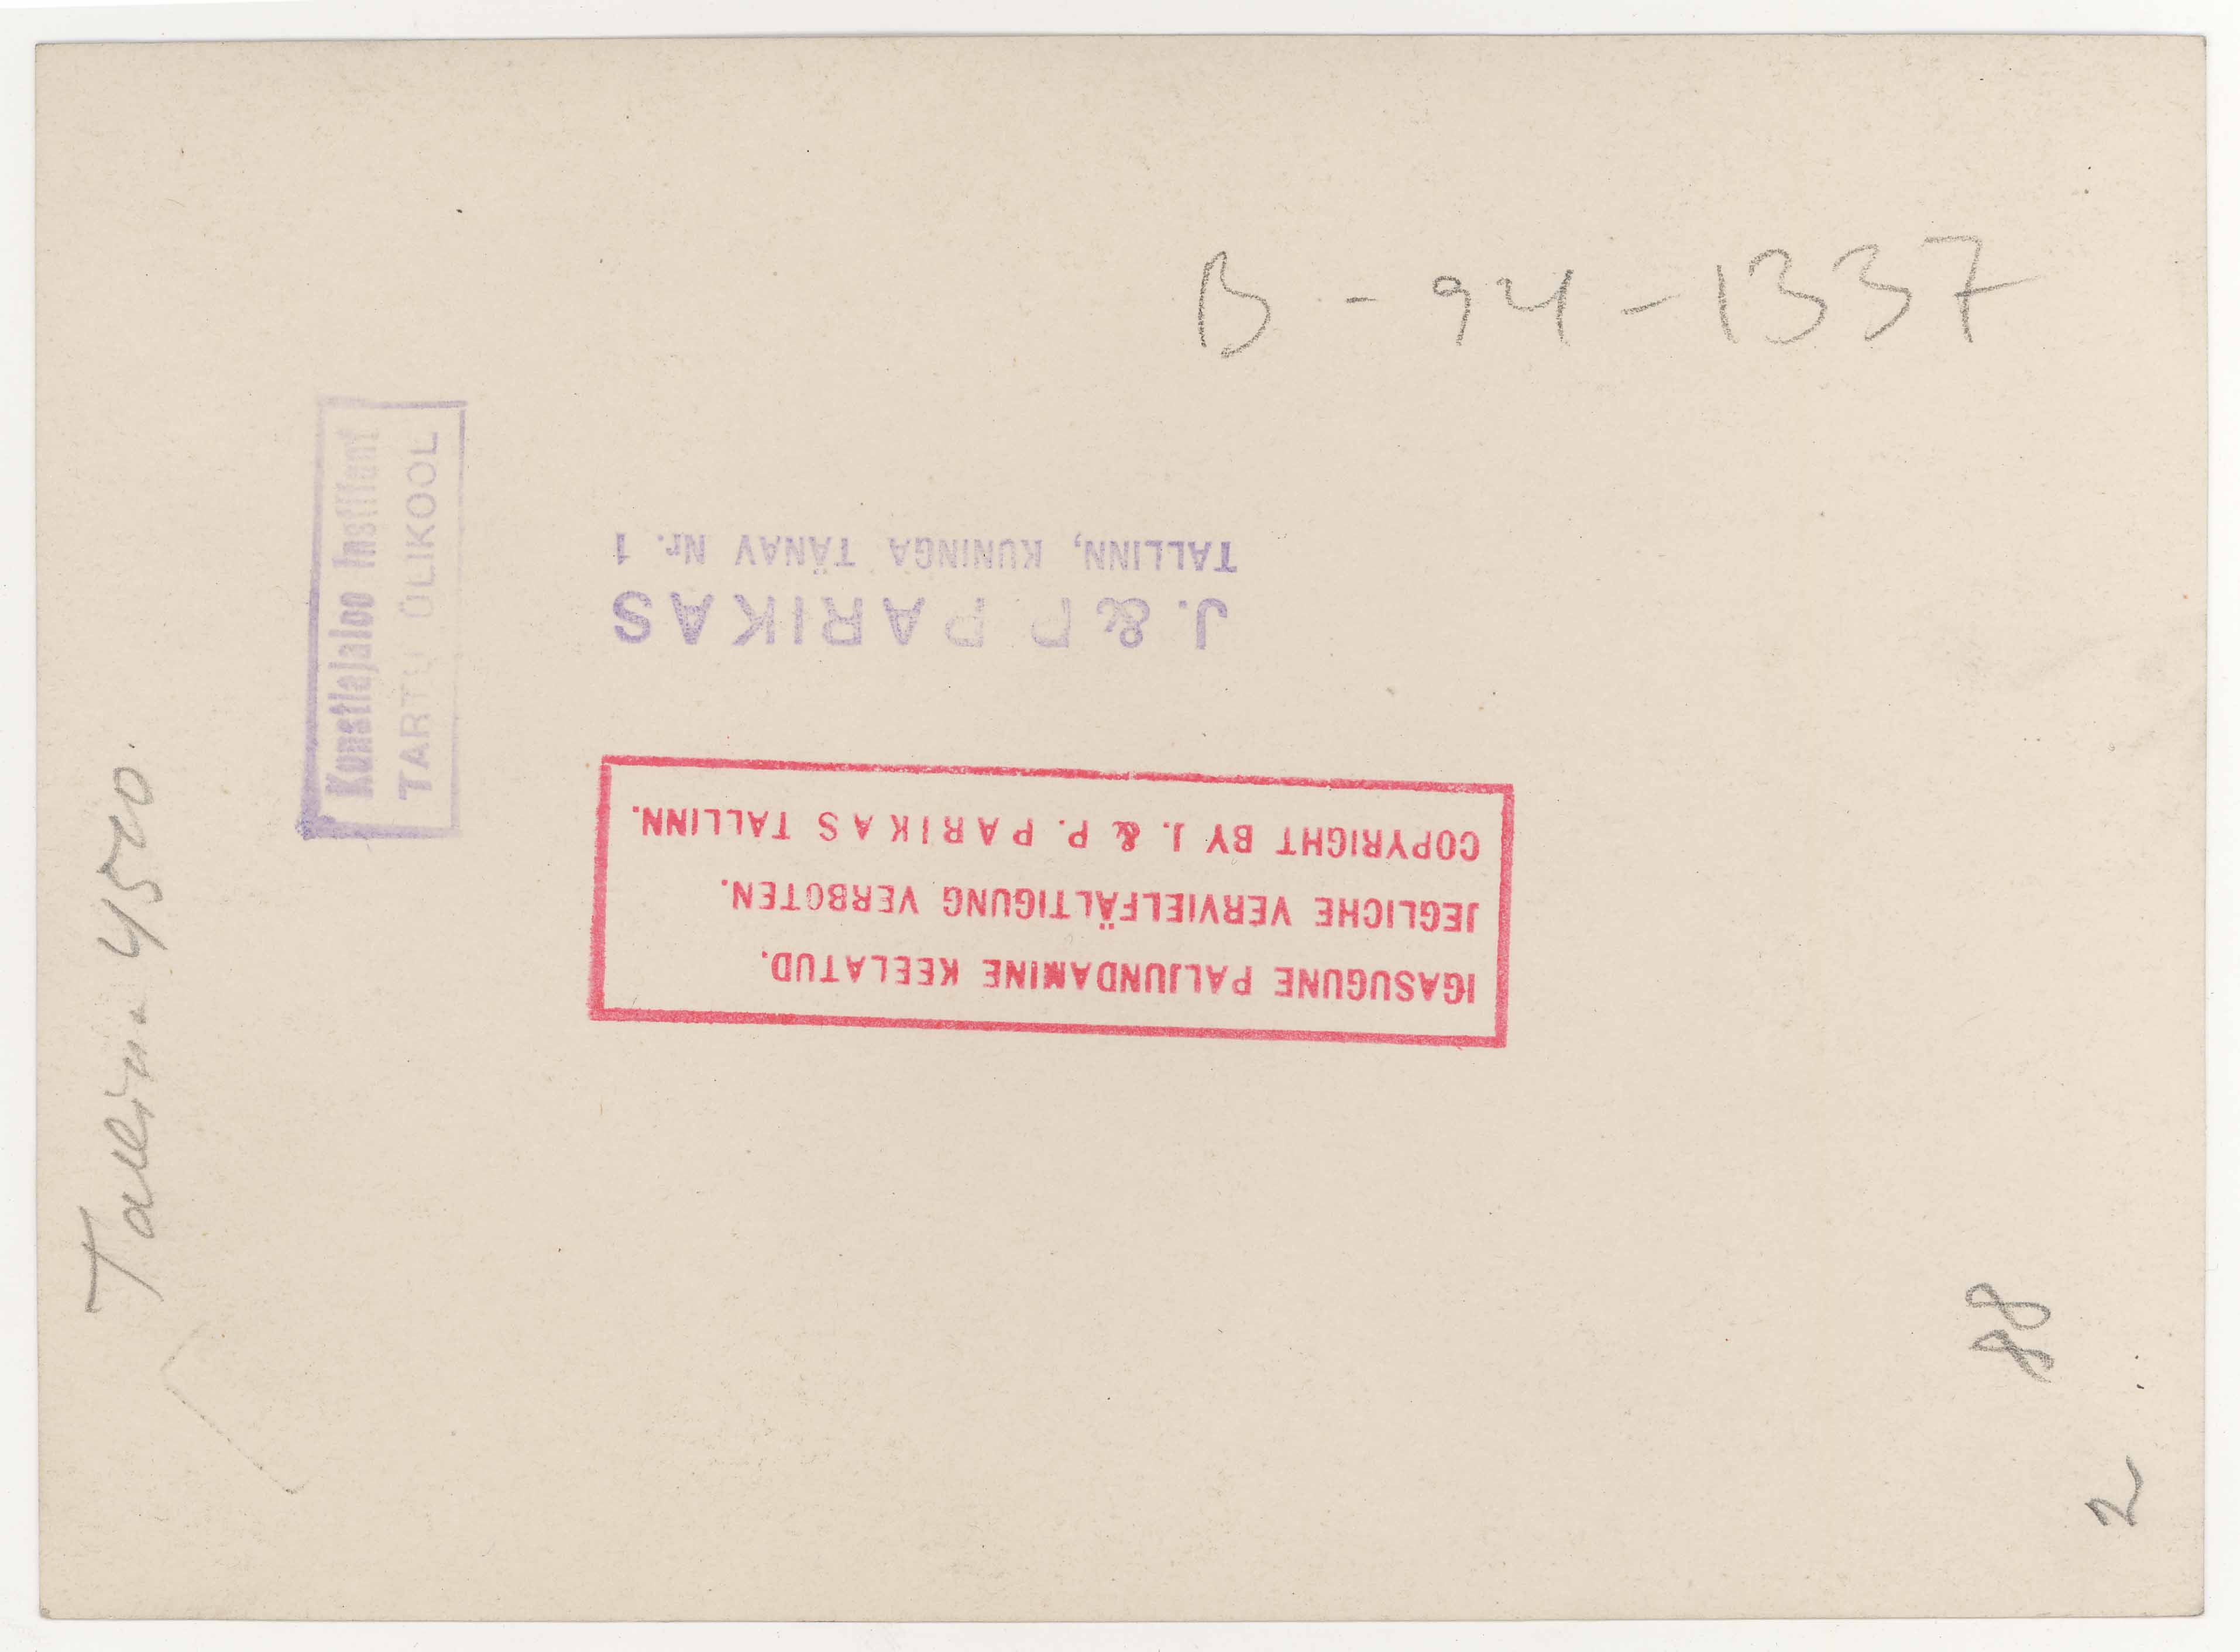 B - 94 - 1337
Kunstiajaloo Instituut
TARTU ÜLIKOOL
J. & P. PARIKAS
TALLINN, KUNINGA TÄNAV Nr. 1
IGASUGUNE PALJUNDAMINE KEELATUD.
JEGLICHE VERVIELFÄLTIGUNG VERBOTEN.
COPYRIGHT BY J. & P. PARIKAS TALLINN.
Tallinn 4520.
88
2